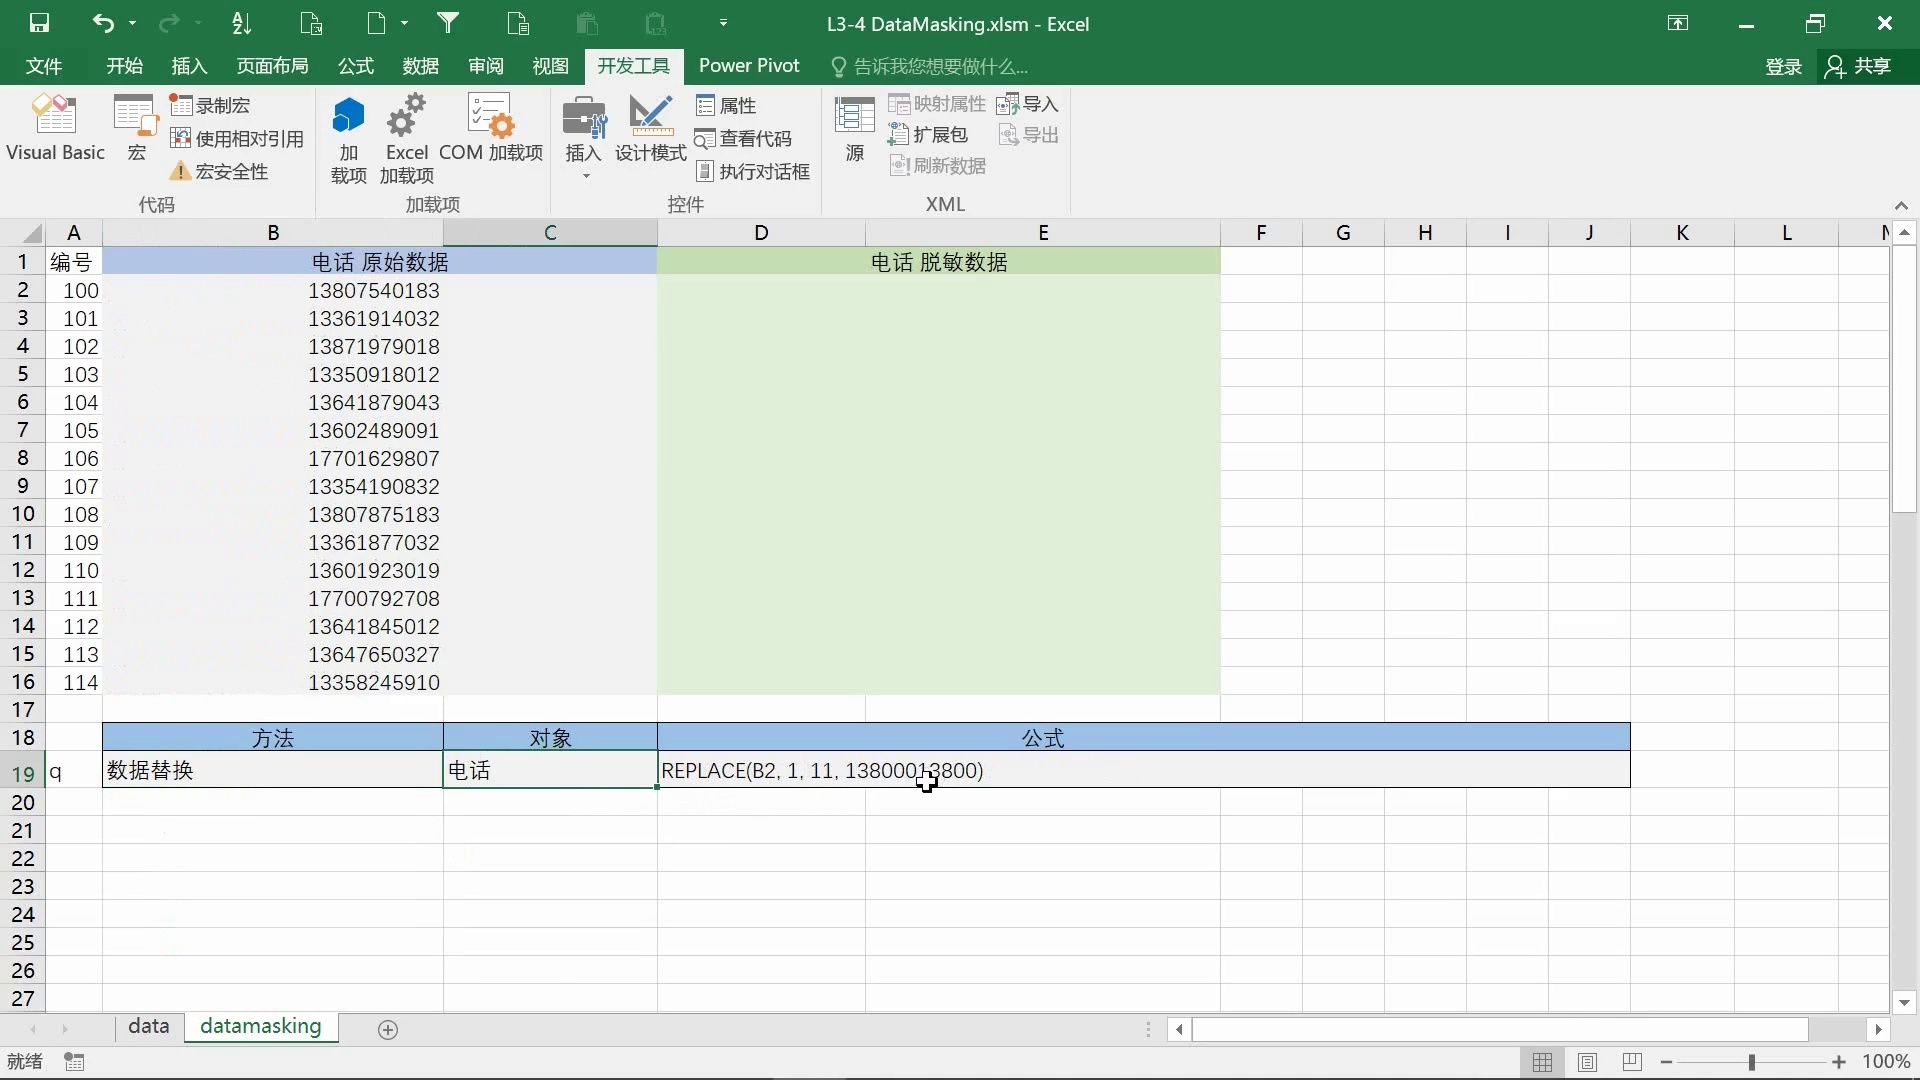 L3-4 DataMasking.xlsm - Excel
文件 开始 插入 页面布局 公式 数据 审阅 视图 开发工具 Power Pivot 告诉我您想要做什么... 登录 共享
Visual Basic
宏
录制宏
使用相对引用
宏安全性
代码
加
载项
Excel
加载项
COM 加载项
加载项
插入
设计模式
属性
查看代码
执行对话框
控件
源
映射属性
扩展包
刷新数据
导入
导出
XML
A B C D E F G H I J K L
1 编号 电话 原始数据 电话 脱敏数据
2 100 13807540183
3 101 13361914032
4 102 13871979018
5 103 13350918012
6 104 13641879043
7 105 13602489091
8 106 17701629807
9 107 13354190832
10 108 13807875183
11 109 13361877032
12 110 13601923019
13 111 17700792708
14 112 13641845012
15 113 13647650327
16 114 13358245910
17
18 方法 对象 公式
19 q 数据替换 电话 REPLACE(B2, 1, 11, 13800013800)
20
21
22
23
24
25
26
27
data datamasking
就绪 100%